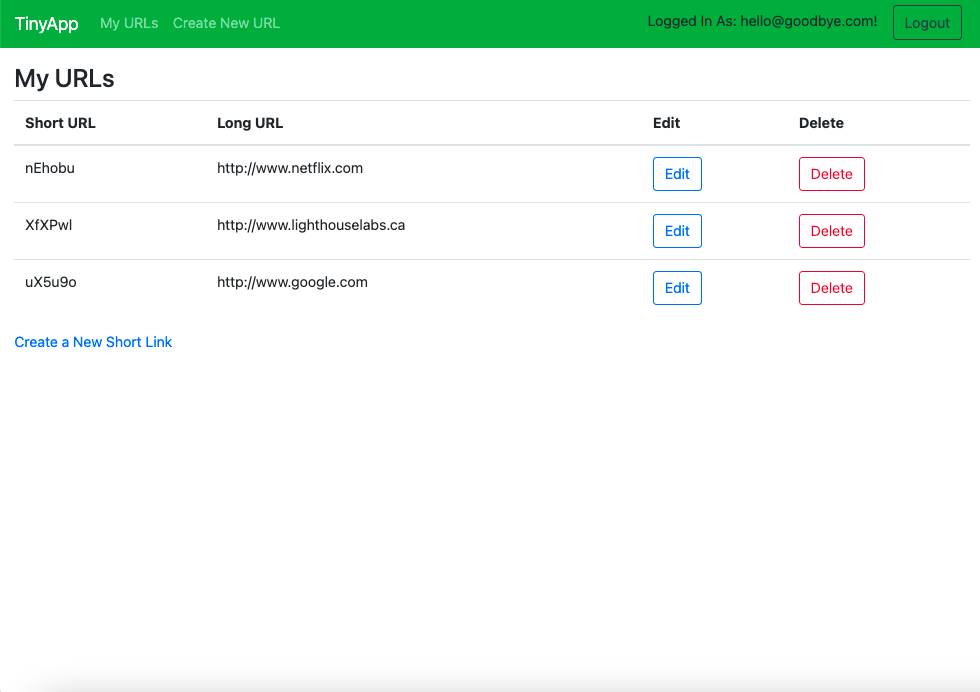 TinyApp My URLs Create New URL Logged In As: hello@goodbye.com! Logout
My URLs
Short URL Long URL Edit Delete
nEhobu http://www.netflix.com Edit Delete
XfXPwl http://www.lighthouselabs.ca Edit Delete
uX5u9o http://www.google.com Edit Delete
Create a New Short Link